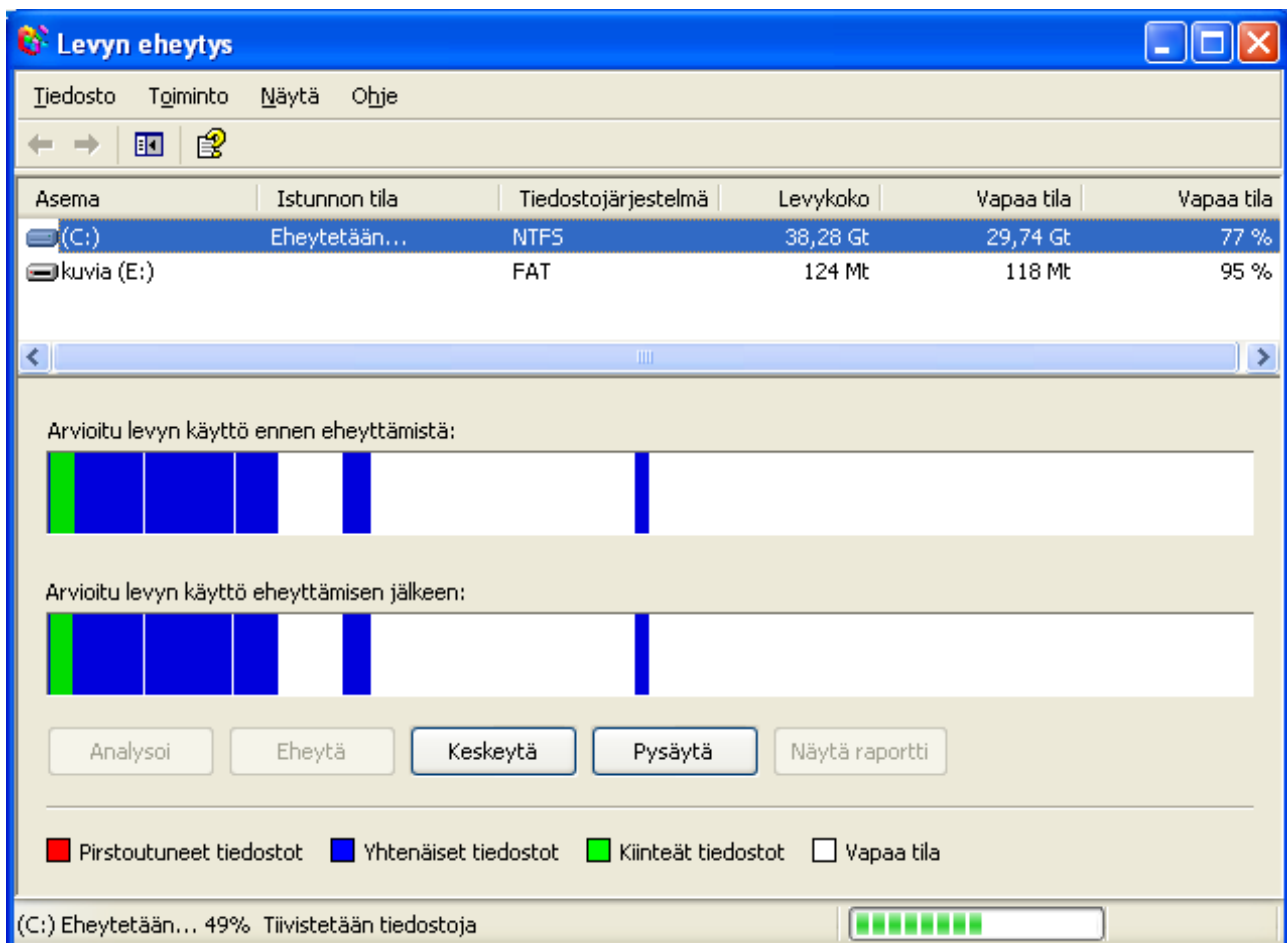 Levyn eheytys
Tiedosto Toiminto Näytä Ohje
Asema Istunnon tila Tiedostojärjestelmä Levykoko Vapaa tila Vapaa tila
(C:) Eheytetään... NTFS 38,28 Gt 29,74 Gt 77 %
kuvia (E:) FAT 124 Mt 118 Mt 95 %
Arvioitu levyn käyttö ennen eheyttämistä:
Arvioitu levyn käyttö eheyttämisen jälkeen:
Analysoi Eheytä Keskeytä Pysäytä Näytä raportti
Pirstoutuneet tiedostot Yhtenäiset tiedostot Kiinteät tiedostot Vapaa tila
(C:) Eheytetään... 49% Tiivistetään tiedostoja